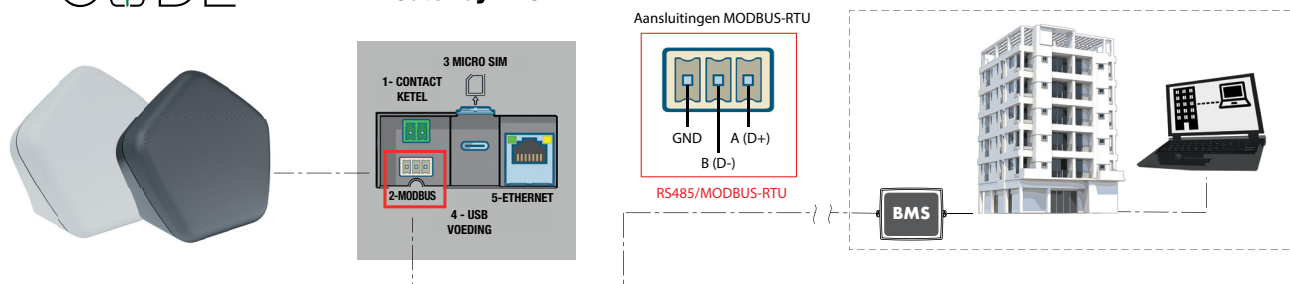 Aansluitingen MODBUS-RTU
3 MICRO SIM
1- CONTACT
KETEL
2-MODBUS
5-ETHERNET
4 - USB
VOEDING
GND
A (D+)
B (D-)
RS485/MODBUS-RTU
BMS